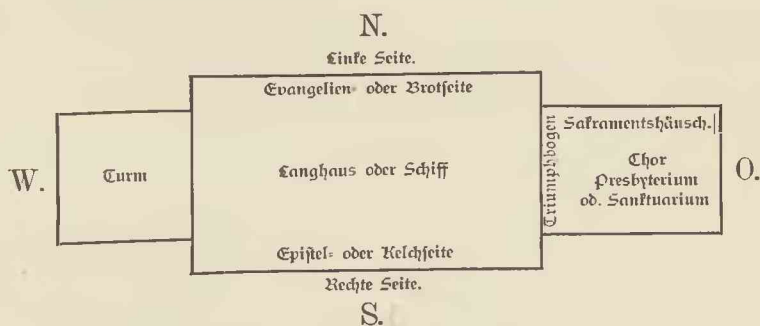 N.
Linke Seite.
Evangelien- oder Brotseite
Triumphbogen
Sakramentshäusch.
W.
Turm
Langhaus oder Schiff
Chor
Presbyterium
od. Sanktuarium
O.
Epistel- oder Kelchseite
Rechte Seite.
S.